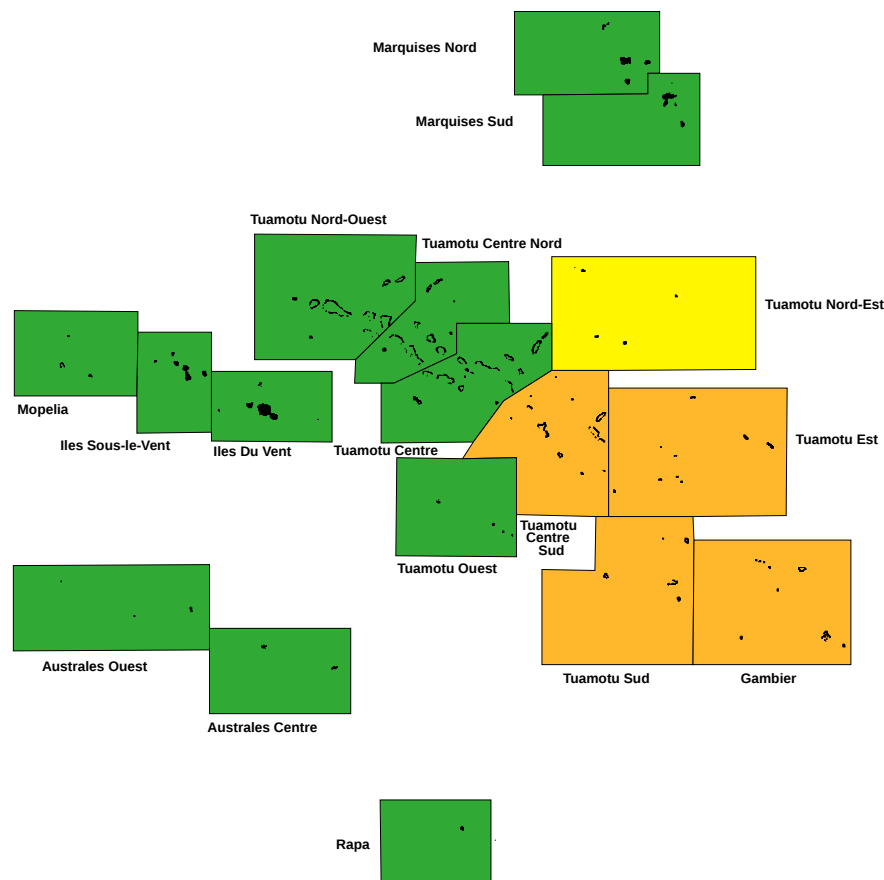 Marquises Nord
Marquises Sud
Tuamotu Nord-Ouest
Tuamotu Centre Nord
Tuamotu Nord-Est
Mopelia
Iles Sous-le-Vent
Iles Du Vent
Tuamotu Centre
Tuamotu Est
Tuamotu
Centre
Sud
Tuamotu Ouest
Australes Ouest
Tuamotu Sud
Gambier
Australes Centre
Rapa